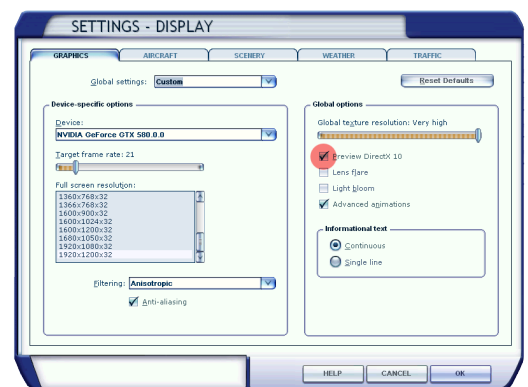 SETTINGS - DISPLAY
GRAPHICS AIRCRAFT SCENERY WEATHER TRAFFIC
Global settings: Custom
Reset Defaults
Device-specific options
Device:
NVIDIA GeForce GTX 580.0.0
Target frame rate: 21
Full screen resolution:
1360x768x32
1366x768x32
1600x900x32
1600x1024x32
1600x1200x32
1680x1050x32
1920x1080x32
1920x1200x32
Filtering: Anisotropic
Anti-aliasing
Global options
Global texture resolution: Very high
Preview DirectX 10
Lens flare
Light bloom
Advanced animations
Informational text
Continuous
Single line
HELP CANCEL OK